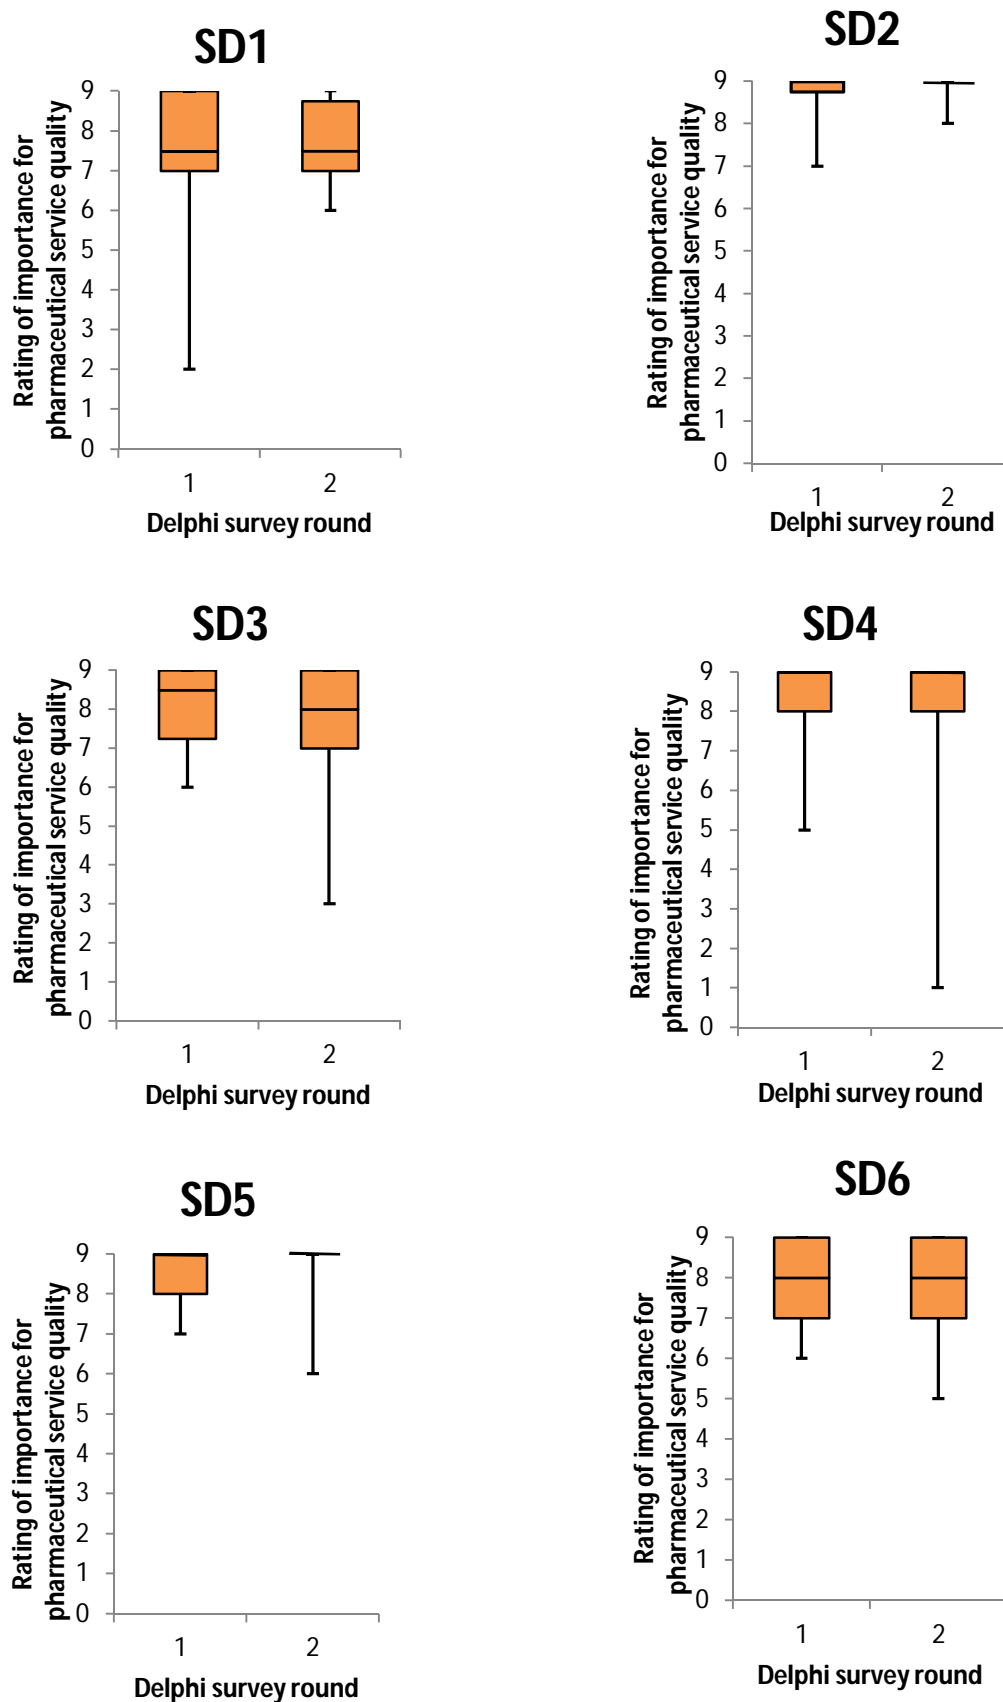 SD1
Rating of importance for
pharmaceutical service quality
9
8
7
6
5
4
3
2
1
0
1 2
Delphi survey round
SD2
Rating of importance for
pharmaceutical service quality
9
8
7
6
5
4
3
2
1
0
1 2
Delphi survey round
SD3
Rating of importance for
pharmaceutical service quality
9
8
7
6
5
4
3
2
1
0
1 2
Delphi survey round
SD4
Rating of importance for
pharmaceutical service quality
9
8
7
6
5
4
3
2
1
0
1 2
Delphi survey round
SD5
Rating of importance for
pharmaceutical service quality
9
8
7
6
5
4
3
2
1
0
1 2
Delphi survey round
SD6
Rating of importance for
pharmaceutical service quality
9
8
7
6
5
4
3
2
1
0
1 2
Delphi survey round